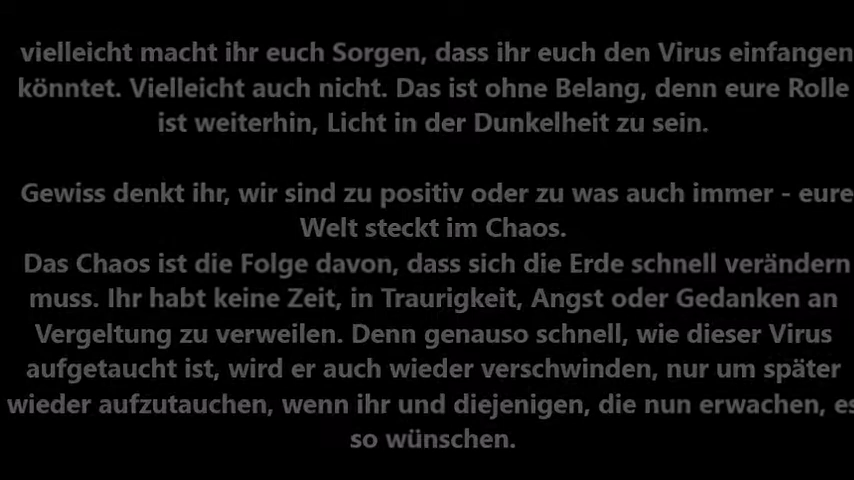 vielleicht macht ihr euch Sorgen, dass ihr euch den Virus einfangen
könntet. Vielleicht auch nicht. Das ist ohne Belang, denn eure Rolle
ist weiterhin, Licht in der Dunkelheit zu sein.
Gewiss denkt ihr, wir sind zu positiv oder zu was auch immer - eure
Welt steckt im Chaos.
Das Chaos ist die Folge davon, dass sich die Erde schnell verändern
muss. Ihr habt keine Zeit, in Traurigkeit, Angst oder Gedanken an
Vergeltung zu verweilen. Denn genauso schnell, wie dieser Virus
aufgetaucht ist, wird er auch wieder verschwinden, nur um später
wieder aufzutauchen, wenn ihr und diejenigen, die nun erwachen, es
so wünschen.